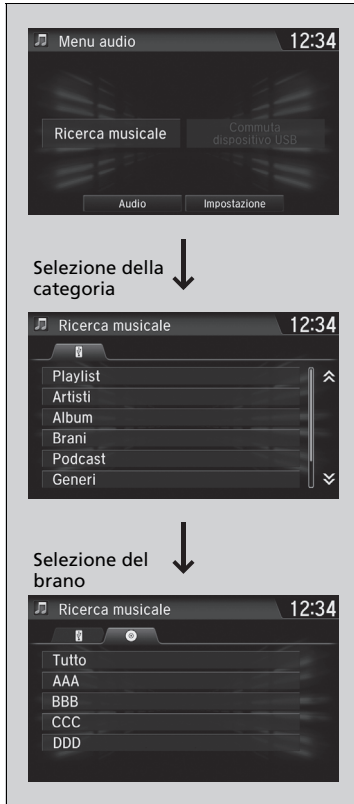 Menu audio 12:34
Ricerca musicale
Commuta
dispositivo USB
Audio Impostazione
Selezione della
categoria
Ricerca musicale 12:34
Playlist
Artisti
Album
Brani
Podcast
Generi
Selezione del
brano
Ricerca musicale 12:34
Tutto
AAA
BBB
CCC
DDD